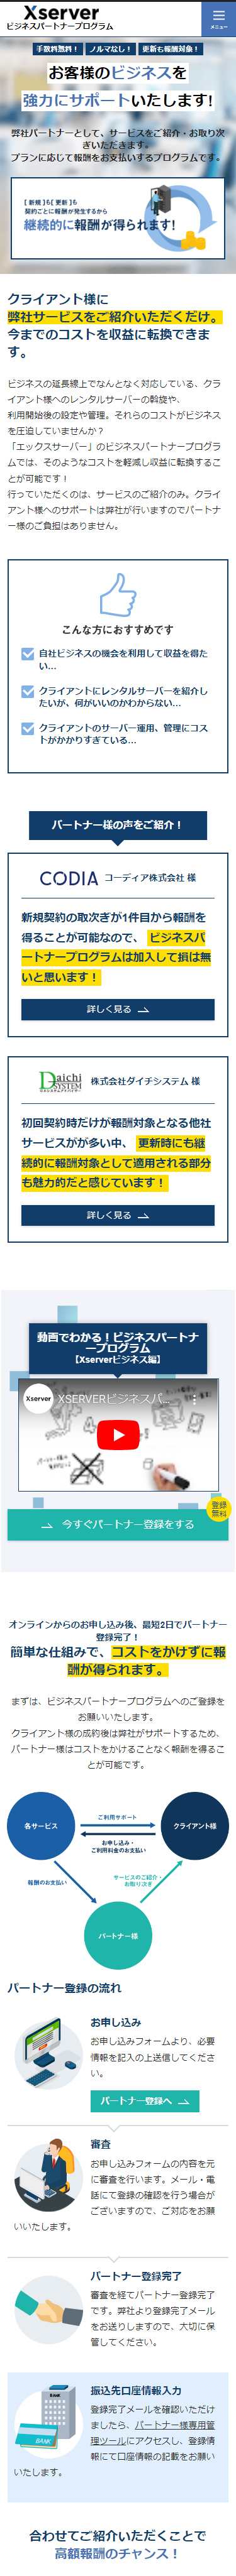 Xserver
ビジネスパートナープログラム
メニュー
手数料無料！ ノルマなし！ 更新も報酬対象！
お客様のビジネスを
強力にサポートいたします!
弊社パートナーとして、サービスをご紹介・お取り次
ぎいただきます。
プランに応じて報酬をお支払いするプログラムです。
[ 新規 ]も[ 更新 ]も
契約ごとに報酬が発生するから
継続的に報酬が得られます!
クライアント様に
弊社サービスをご紹介いただくだけ。
今までのコストを収益に転換できま
す。
ビジネスの延長線上でなんとなく対応している、クラ
イアント様へのレンタルサーバーの斡旋や、
利用開始後の設定や管理。それらのコストがビジネス
を圧迫していませんか？
「エックスサーバー」のビジネスパートナープログラ
ムでは、そのようなコストを軽減し収益に転換するこ
とが可能です！
行っていただくのは、サービスのご紹介のみ。クライ
アント様へのサポートは弊社が行いますのでパートナ
ー様のご負担はありません。
こんな方におすすめです
自社ビジネスの機会を利用して収益を得た
い…
クライアントにレンタルサーバーを紹介し
たいが、何がいいのかわからない…
クライアントのサーバー運用、管理にコス
トがかかりすぎている…
パートナー様の声をご紹介！
CODIA コーディア株式会社 様
新規契約の取次ぎが1件目から報酬を
得ることが可能なので、ビジネスパ
ートナープログラムは加入して損は無
いと思います！
詳しく見る
Daichi SYSTEM 株式会社ダイチシステム 様
初回契約時だけが報酬対象となる他社
サービスがが多い中、更新時にも継
続的に報酬対象として適用される部分
も魅力的だと感じています！
詳しく見る
動画でわかる！ビジネスパートナ
ープログラム
【Xserverビジネス編】
Xserver XSERVERビジネスパ...
登録
無料
今すぐパートナー登録をする
オンラインからのお申し込み後、最短2日でパートナー
登録完了！
簡単な仕組みで、コストをかけずに報
酬が得られます。
まずは、ビジネスパートナープログラムへのご登録を
お願いいたします。
クライアント様の成約後は弊社がサポートするため、
パートナー様はコストをかけることなく報酬を得るこ
とが可能です。
ご利用サポート
各サービス
クライアント様
お申し込み・
ご利用料金のお支払い
報酬のお支払い
サービスのご紹介・
お取り次ぎ
パートナー様
パートナー登録の流れ
お申し込み
お申し込みフォームより、必要
情報を記入の上送信してくださ
い。
パートナー登録へ
審査
お申し込みフォームの内容を元
に審査を行います。メール・電
話にて登録の確認を行う場合が
ございますので、ご対応をお願
いいたします。
パートナー登録完了
審査を経てパートナー登録完了
です。弊社より登録完了メール
をお送りしますので、大切に保
管してください。
振込先口座情報入力
登録完了メールを確認いただけ
ましたら、パートナー様専用管
理ツールにアクセスし、登録情
報にて口座情報の記載をお願い
いたします。
BANK
合わせてご紹介いただくことで
高額報酬のチャンス！